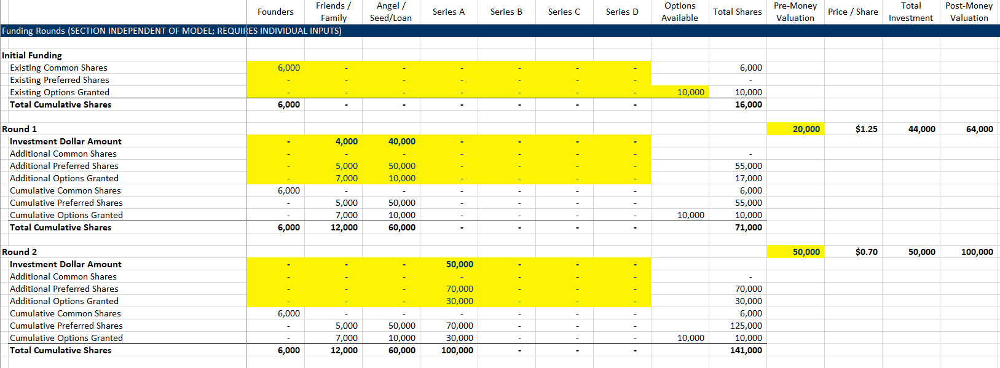 Founders Friends / Family Angel / Seed/Loan Series A Series B Series C Series D Options Available Total Shares Pre-Money Valuation Price / Share Total Investment Post-Money Valuation
Funding Rounds (SECTION INDEPENDENT OF MODEL; REQUIRES INDIVIDUAL INPUTS)
Initial Funding
Existing Common Shares 6,000 - - - - - - 6,000
Existing Preferred Shares - - - - - - - -
Existing Options Granted - - - - - - - 10,000 10,000
Total Cumulative Shares 6,000 - - - - - - 16,000
Round 1 20,000 $1.25 44,000 64,000
Investment Dollar Amount - 4,000 40,000 - - - -
Additional Common Shares - - - - - - - -
Additional Preferred Shares - 5,000 50,000 - - - - 55,000
Additional Options Granted - 7,000 10,000 - - - - 17,000
Cumulative Common Shares 6,000 - - - - - - 6,000
Cumulative Preferred Shares - 5,000 50,000 - - - - 55,000
Cumulative Options Granted - 7,000 10,000 - - - - 10,000 10,000
Total Cumulative Shares 6,000 12,000 60,000 - - - - 71,000
Round 2 50,000 $0.70 50,000 100,000
Investment Dollar Amount - - - 50,000 - - -
Additional Common Shares - - - - - - - -
Additional Preferred Shares - - - 70,000 - - - 70,000
Additional Options Granted - - - 30,000 - - - 30,000
Cumulative Common Shares 6,000 - - - - - - 6,000
Cumulative Preferred Shares - 5,000 50,000 70,000 - - - 125,000
Cumulative Options Granted - 7,000 10,000 30,000 - - - 10,000 10,000
Total Cumulative Shares 6,000 12,000 60,000 100,000 - - - 141,000